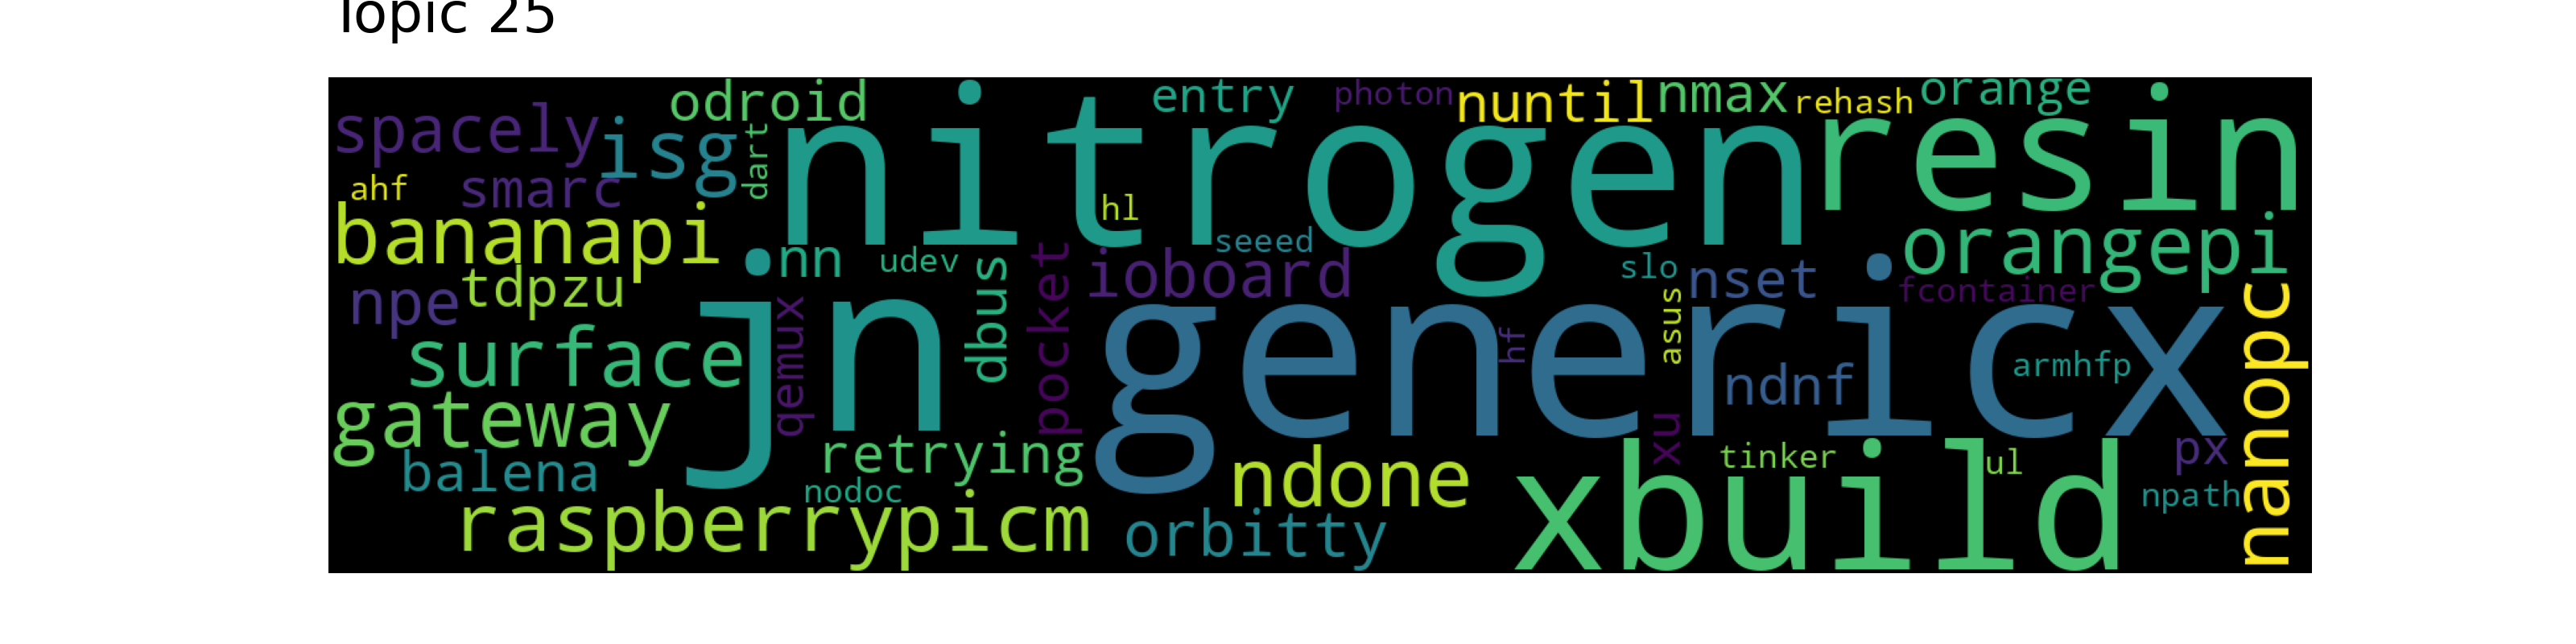 Topic 25
odroid entry photon nuntil nmax rehash orange
spacely isg dart nitrogen resin
ahf smarc hl
bananapi nn udev seeed slo orangepi
npe tdpzu jn qemux dbus pocket ioboard nset fcontainer
surface genericx hf asus ndnf armhfp nanopc
gateway retrying xu tinker ul px
balena nodoc ndone xbuild npath
raspberrypicm orbitty